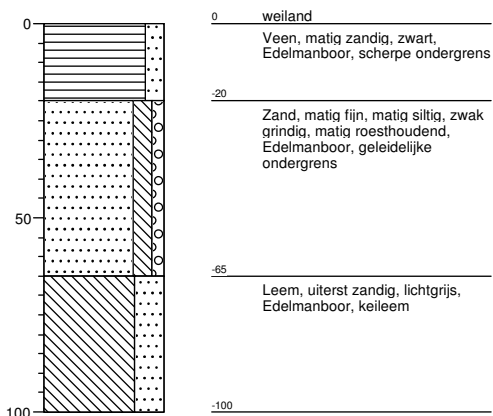 0
0 weiland
Veen, matig zandig, zwart,
Edelmanboor, scherpe ondergrens
-20
Zand, matig fijn, matig siltig, zwak
grindig, matig roesthoudend,
Edelmanboor, geleidelijke
ondergrens
50
-65
Leem, uiterst zandig, lichtgrijs,
Edelmanboor, keileem
100
-100